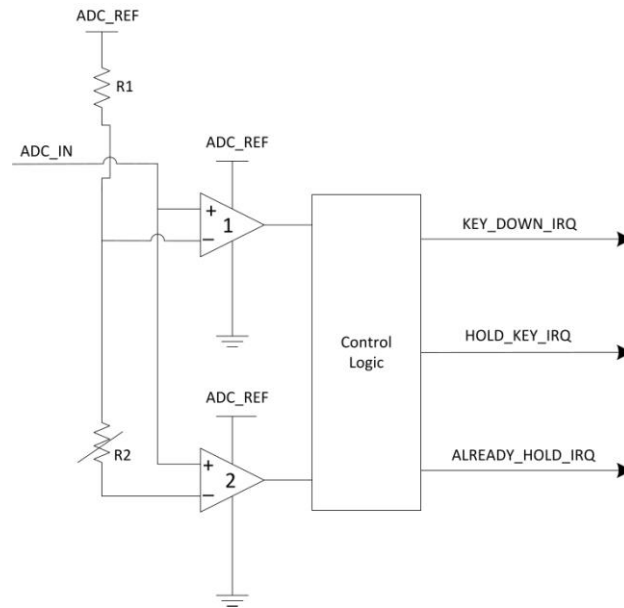 ADC_REF
R1
ADC_IN
ADC_REF
+
1
−
KEY_DOWN_IRQ
Control
Logic
HOLD_KEY_IRQ
ADC_REF
R2
+
2
−
ALREADY_HOLD_IRQ